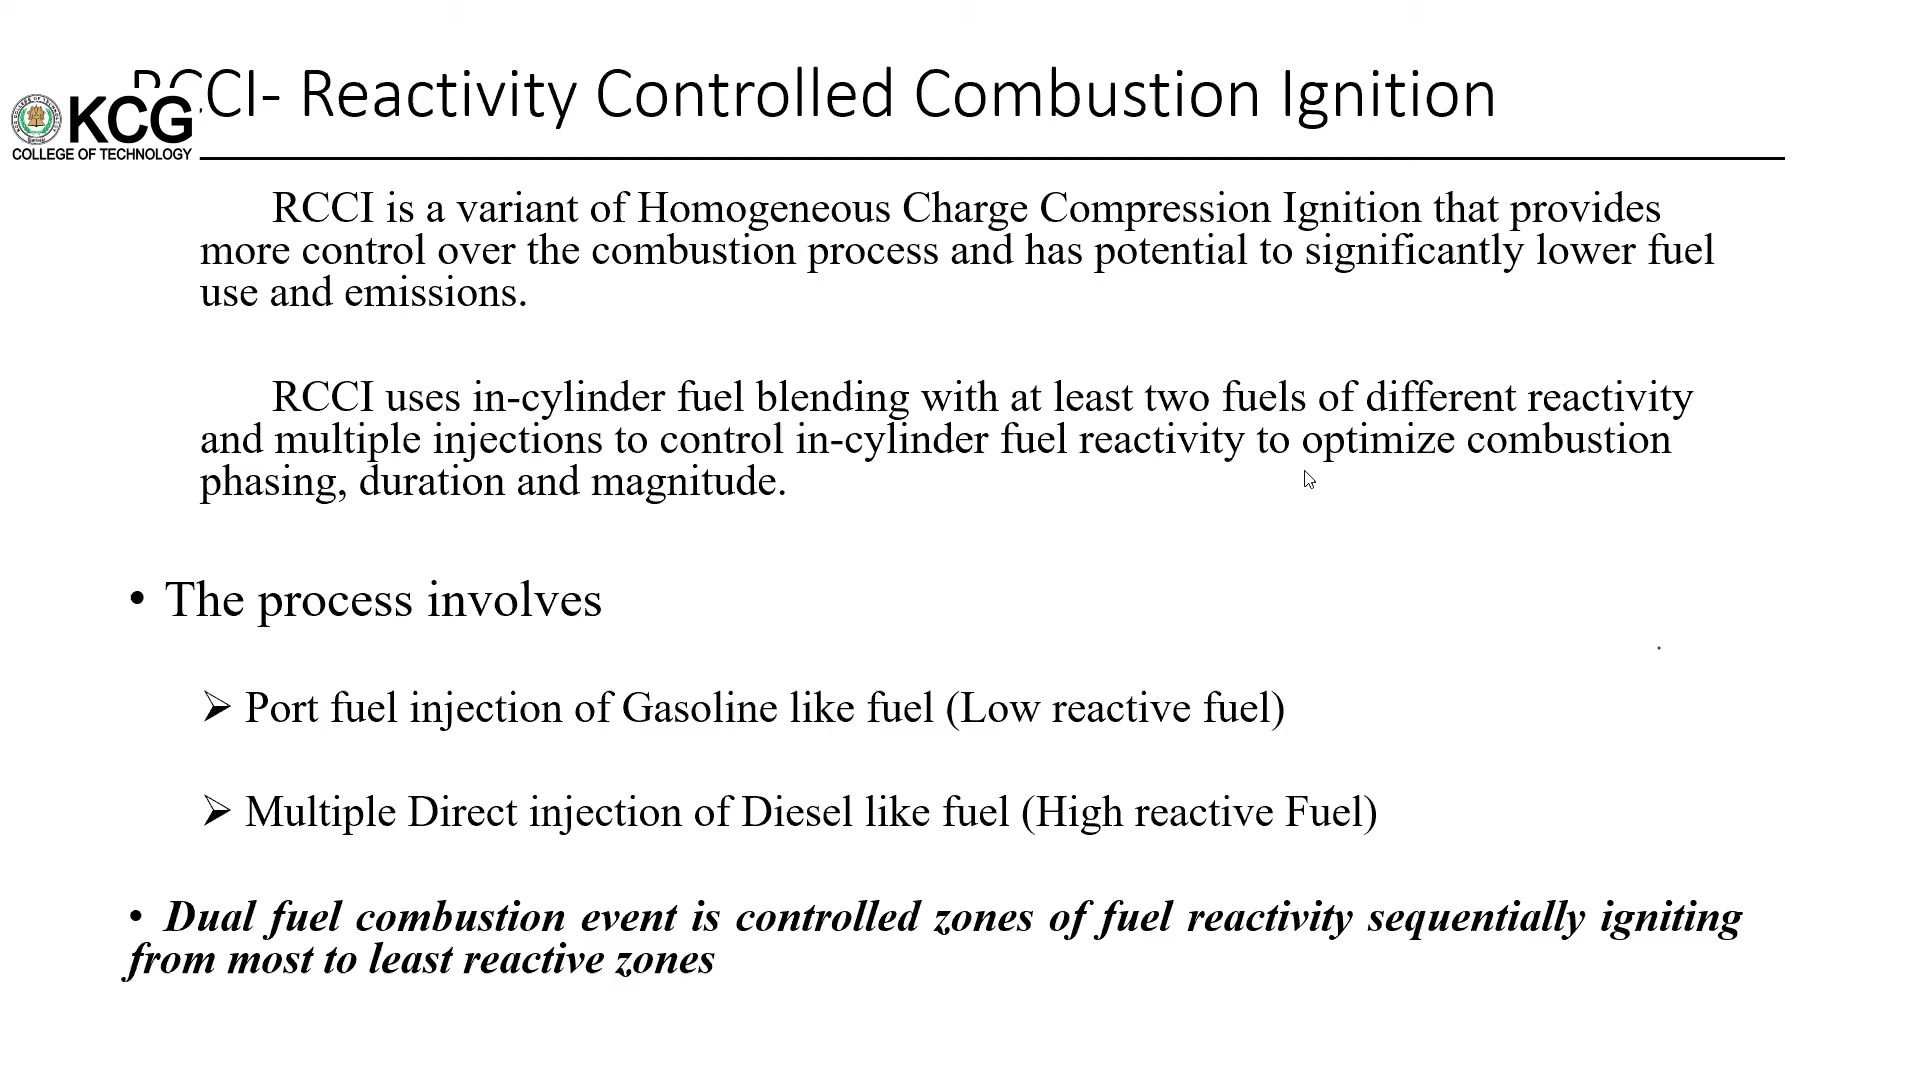 RCCI- Reactivity Controlled Combustion Ignition
KCG
COLLEGE OF TECHNOLOGY
RCCI is a variant of Homogeneous Charge Compression Ignition that provides
more control over the combustion process and has potential to significantly lower fuel
use and emissions.
RCCI uses in-cylinder fuel blending with at least two fuels of different reactivity
and multiple injections to control in-cylinder fuel reactivity to optimize combustion
phasing, duration and magnitude.
• The process involves
➢ Port fuel injection of Gasoline like fuel (Low reactive fuel)
➢ Multiple Direct injection of Diesel like fuel (High reactive Fuel)
• Dual fuel combustion event is controlled zones of fuel reactivity sequentially igniting
from most to least reactive zones